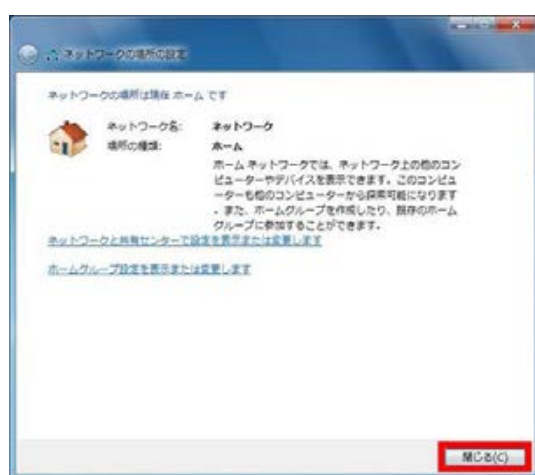 ネットワークの場所の設定
ネットワークの場所は現在 ホーム です
ネットワーク名: ネットワーク
場所の種類: ホーム
ホーム ネットワークでは、ネットワーク上の他のコン
ピューターやデバイスを表示できます。このコンピュ
ーターも他のコンピューターから探索可能になります
。また、ホームグループを作成したり、既存のホーム
グループに参加することができます。
ネットワークと共有センターで設定を表示または変更します
ホームグループ設定を表示または変更します
閉じる(C)